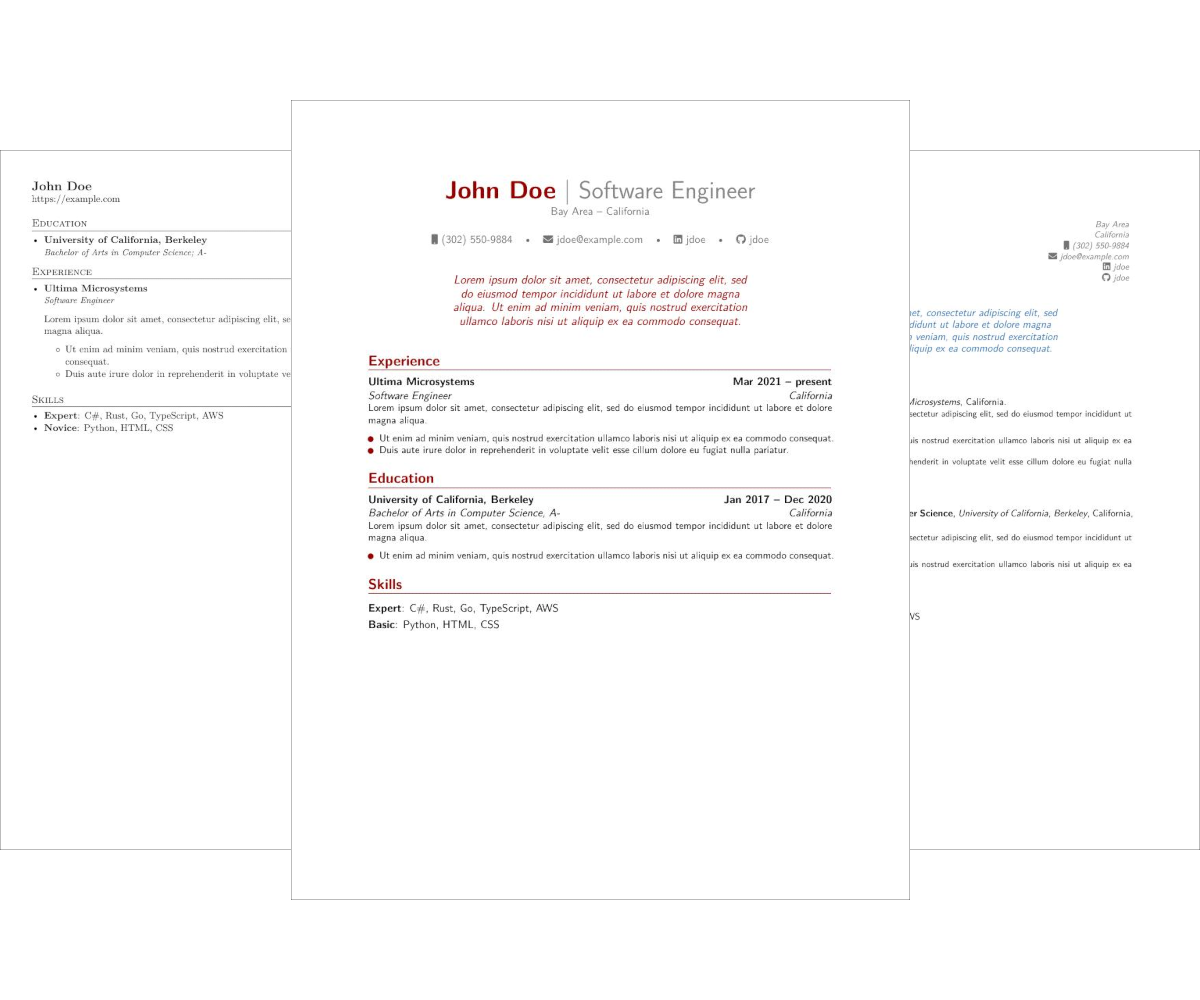 John Doe
https://example.com
Education
• University of California, Berkeley
Bachelor of Arts in Computer Science; A-
Experience
• Ultima Microsystems
Software Engineer
Lorem ipsum dolor sit amet, consectetur adipiscing elit, se
magna aliqua.
◦ Ut enim ad minim veniam, quis nostrud exercitation
consequat.
◦ Duis aute irure dolor in reprehenderit in voluptate ve
Skills
• Expert: C#, Rust, Go, TypeScript, AWS
• Novice: Python, HTML, CSS
John Doe | Software Engineer
Bay Area – California
(302) 550-9884 • jdoe@example.com • jdoe • jdoe
Lorem ipsum dolor sit amet, consectetur adipiscing elit, sed
do eiusmod tempor incididunt ut labore et dolore magna
aliqua. Ut enim ad minim veniam, quis nostrud exercitation
ullamco laboris nisi ut aliquip ex ea commodo consequat.
Experience
Ultima Microsystems Mar 2021 – present
Software Engineer California
Lorem ipsum dolor sit amet, consectetur adipiscing elit, sed do eiusmod tempor incididunt ut labore et dolore
magna aliqua.
• Ut enim ad minim veniam, quis nostrud exercitation ullamco laboris nisi ut aliquip ex ea commodo consequat.
• Duis aute irure dolor in reprehenderit in voluptate velit esse cillum dolore eu fugiat nulla pariatur.
Education
University of California, Berkeley Jan 2017 – Dec 2020
Bachelor of Arts in Computer Science, A- California
Lorem ipsum dolor sit amet, consectetur adipiscing elit, sed do eiusmod tempor incididunt ut labore et dolore
magna aliqua.
• Ut enim ad minim veniam, quis nostrud exercitation ullamco laboris nisi ut aliquip ex ea commodo consequat.
Skills
Expert: C#, Rust, Go, TypeScript, AWS
Basic: Python, HTML, CSS
Bay Area
California
(302) 550-9884
jdoe@example.com
jdoe
jdoe
et, consectetur adipiscing elit, sed
didunt ut labore et dolore magna
veniam, quis nostrud exercitation
liquip ex ea commodo consequat.
Microsystems, California.
sectetur adipiscing elit, sed do eiusmod tempor incididunt ut
uis nostrud exercitation ullamco laboris nisi ut aliquip ex ea
henderit in voluptate velit esse cillum dolore eu fugiat nulla
er Science, University of California, Berkeley, California,
sectetur adipiscing elit, sed do eiusmod tempor incididunt ut
uis nostrud exercitation ullamco laboris nisi ut aliquip ex ea
WS